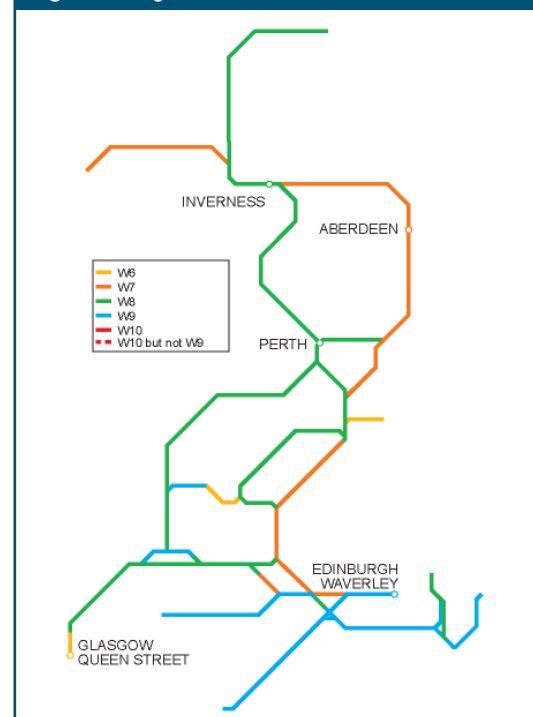 INVERNESS
ABERDEEN
W6
W7
W8
W9
W10
W10 but not W9
PERTH
EDINBURGH
WAVERLEY
GLASGOW
QUEEN STREET